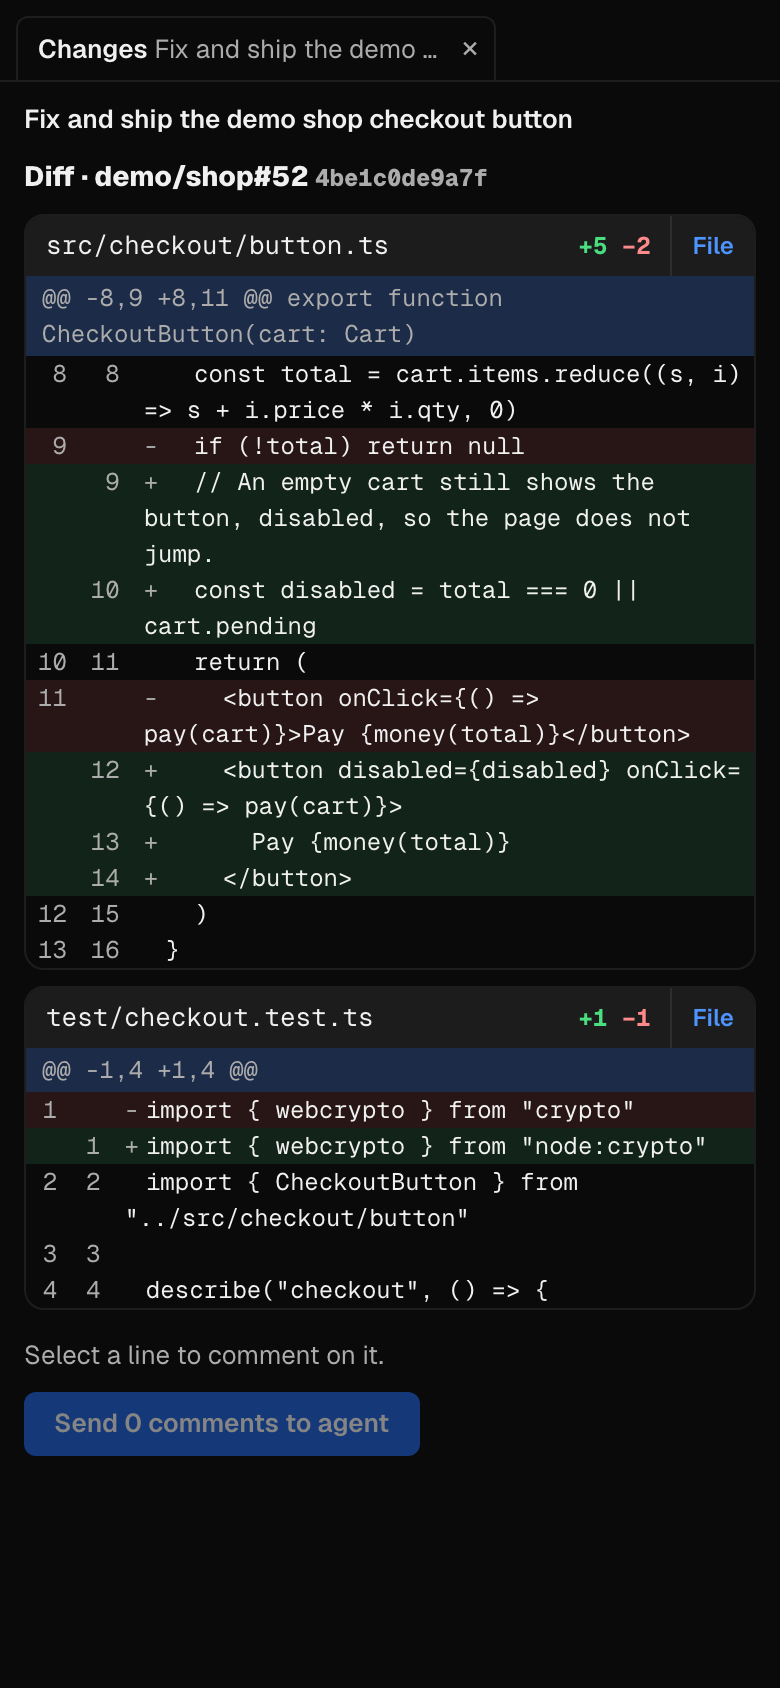 Changes Fix and ship the demo … ×
Fix and ship the demo shop checkout button
Diff · demo/shop#52 4be1c0de9a7f
src/checkout/button.ts +5 −2 File
@@ -8,9 +8,11 @@ export function
CheckoutButton(cart: Cart)
8 8 const total = cart.items.reduce((s, i)
=> s + i.price * i.qty, 0)
9 - if (!total) return null
9 + // An empty cart still shows the
button, disabled, so the page does not
jump.
10 + const disabled = total === 0 ||
cart.pending
10 11 return (
11 - <button onClick={() =>
pay(cart)}>Pay {money(total)}</button>
12 + <button disabled={disabled} onClick=
{() => pay(cart)}>
13 + Pay {money(total)}
14 + </button>
12 15 )
13 16 }
test/checkout.test.ts +1 −1 File
@@ -1,4 +1,4 @@
1 - import { webcrypto } from "crypto"
1 + import { webcrypto } from "node:crypto"
2 2 import { CheckoutButton } from
"../src/checkout/button"
3 3
4 4 describe("checkout", () => {
Select a line to comment on it.
Send 0 comments to agent